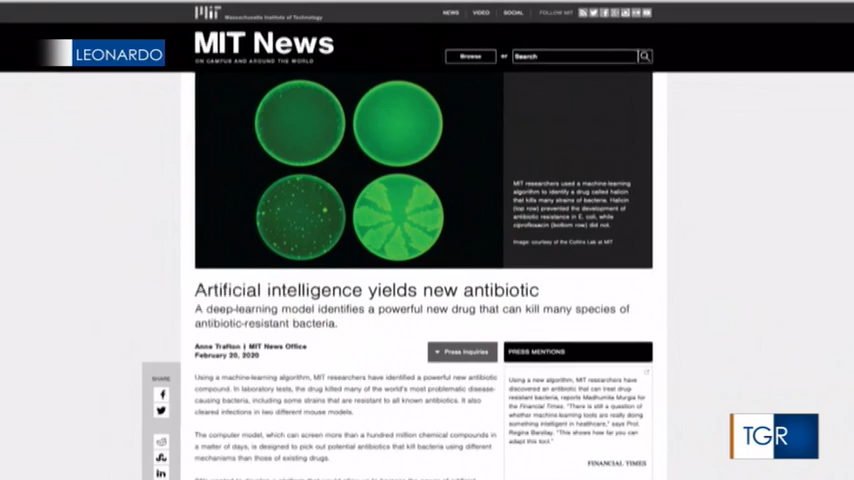 MIT Massachusetts Institute of Technology
NEWS VIDEO SOCIAL FOLLOW MIT
LEONARDO
MIT News
ON CAMPUS AND AROUND THE WORLD
Browse or Search
MIT researchers used a machine-learning
algorithm to identify a drug called halicin
that kills many strains of bacteria. Halicin
(top row) prevented the development of
antibiotic resistance in E. coli, while
ciprofloxacin (bottom row) did not.
Image: courtesy of the Collins Lab at MIT
Artificial intelligence yields new antibiotic
A deep-learning model identifies a powerful new drug that can kill many species of
antibiotic-resistant bacteria.
Anne Trafton | MIT News Office
February 20, 2020
Press Inquiries
PRESS MENTIONS
SHARE
Using a machine-learning algorithm, MIT researchers have identified a powerful new antibiotic
compound. In laboratory tests, the drug killed many of the world's most problematic disease-
causing bacteria, including some strains that are resistant to all known antibiotics. It also
cleared infections in two different mouse models.
The computer model, which can screen more than a hundred million chemical compounds in
a matter of days, is designed to pick out potential antibiotics that kill bacteria using different
mechanisms than those of existing drugs.
Using a new algorithm, MIT researchers have
discovered an antibiotic that can treat drug
resistant diseases, reports Madhumita Murgia for
the Financial Times. "There is still a question of
whether machine-learning tools are really doing
something intelligent in healthcare," says Prof.
Regina Barzilay. "This shows how far you can
adapt this tool."
FINANCIAL TIMES
TGR